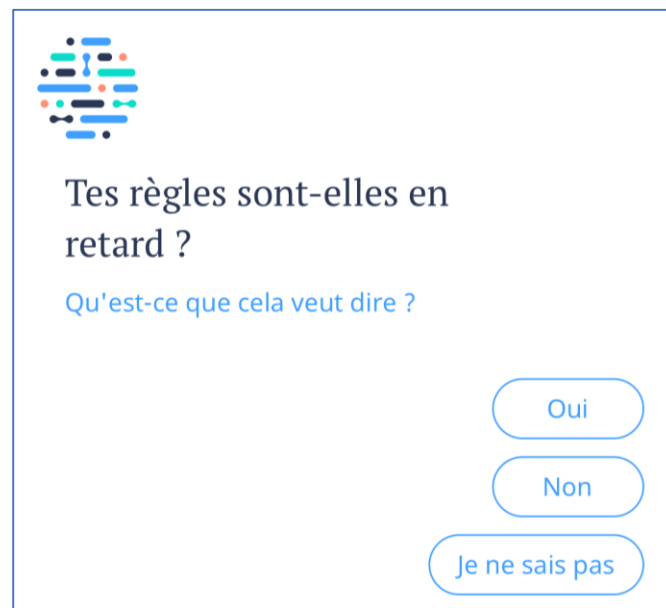 Tes règles sont-elles en
retard ?
Qu'est-ce que cela veut dire ?
Oui
Non
Je ne sais pas